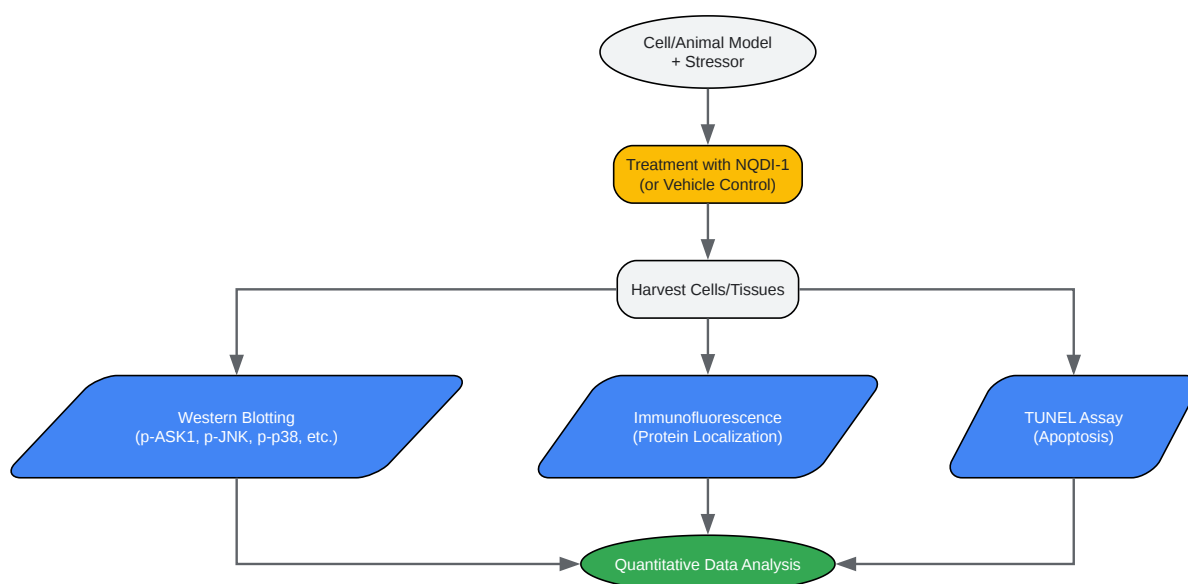 Cell/Animal Model
+ Stressor
Treatment with NQDI-1
(or Vehicle Control)
Harvest Cells/Tissues
Western Blotting
(p-ASK1, p-JNK, p-p38, etc.)
Immunofluorescence
(Protein Localization)
TUNEL Assay
(Apoptosis)
Quantitative Data Analysis